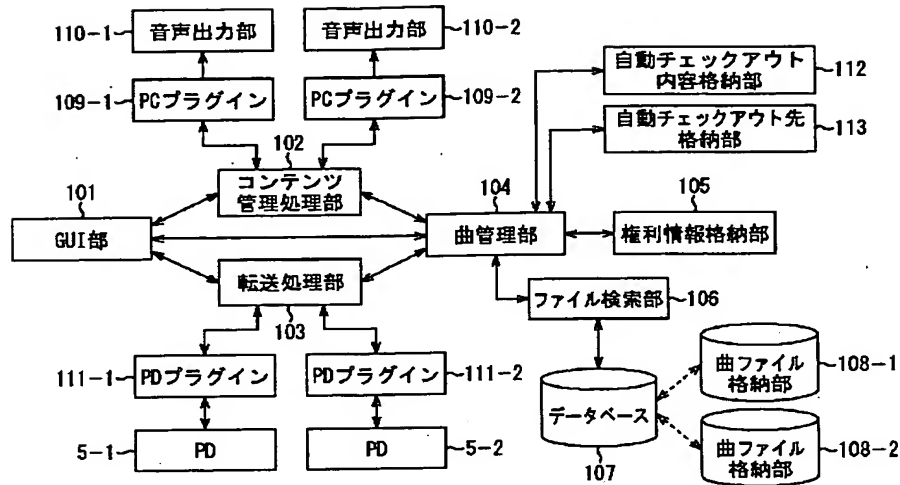 110-1
音声出力部
音声出力部
110-2
109-1
PCプラグイン
PCプラグイン
109-2
自動チェックアウト
内容格納部
112
自動チェックアウト先
格納部
113
102
コンテンツ
管理処理部
101
GUI部
104
曲管理部
105
権利情報格納部
転送処理部
103
ファイル検索部
106
111-1
PDプラグイン
PDプラグイン
111-2
5-1
PD
PD
5-2
データベース
107
曲ファイル
格納部
108-1
曲ファイル
格納部
108-2